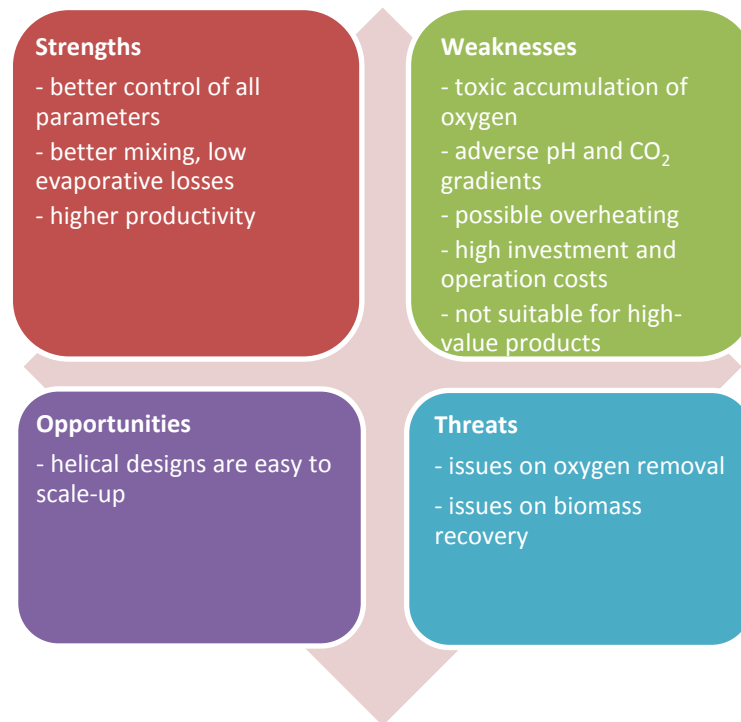 Strengths
- better control of all
parameters
- better mixing, low
evaporative losses
- higher productivity
Weaknesses
- toxic accumulation of
oxygen
- adverse pH and CO₂
gradients
- possible overheating
- high investment and
operation costs
- not suitable for high-
value products
Opportunities
- helical designs are easy to
scale-up
Threats
- issues on oxygen removal
- issues on biomass
recovery